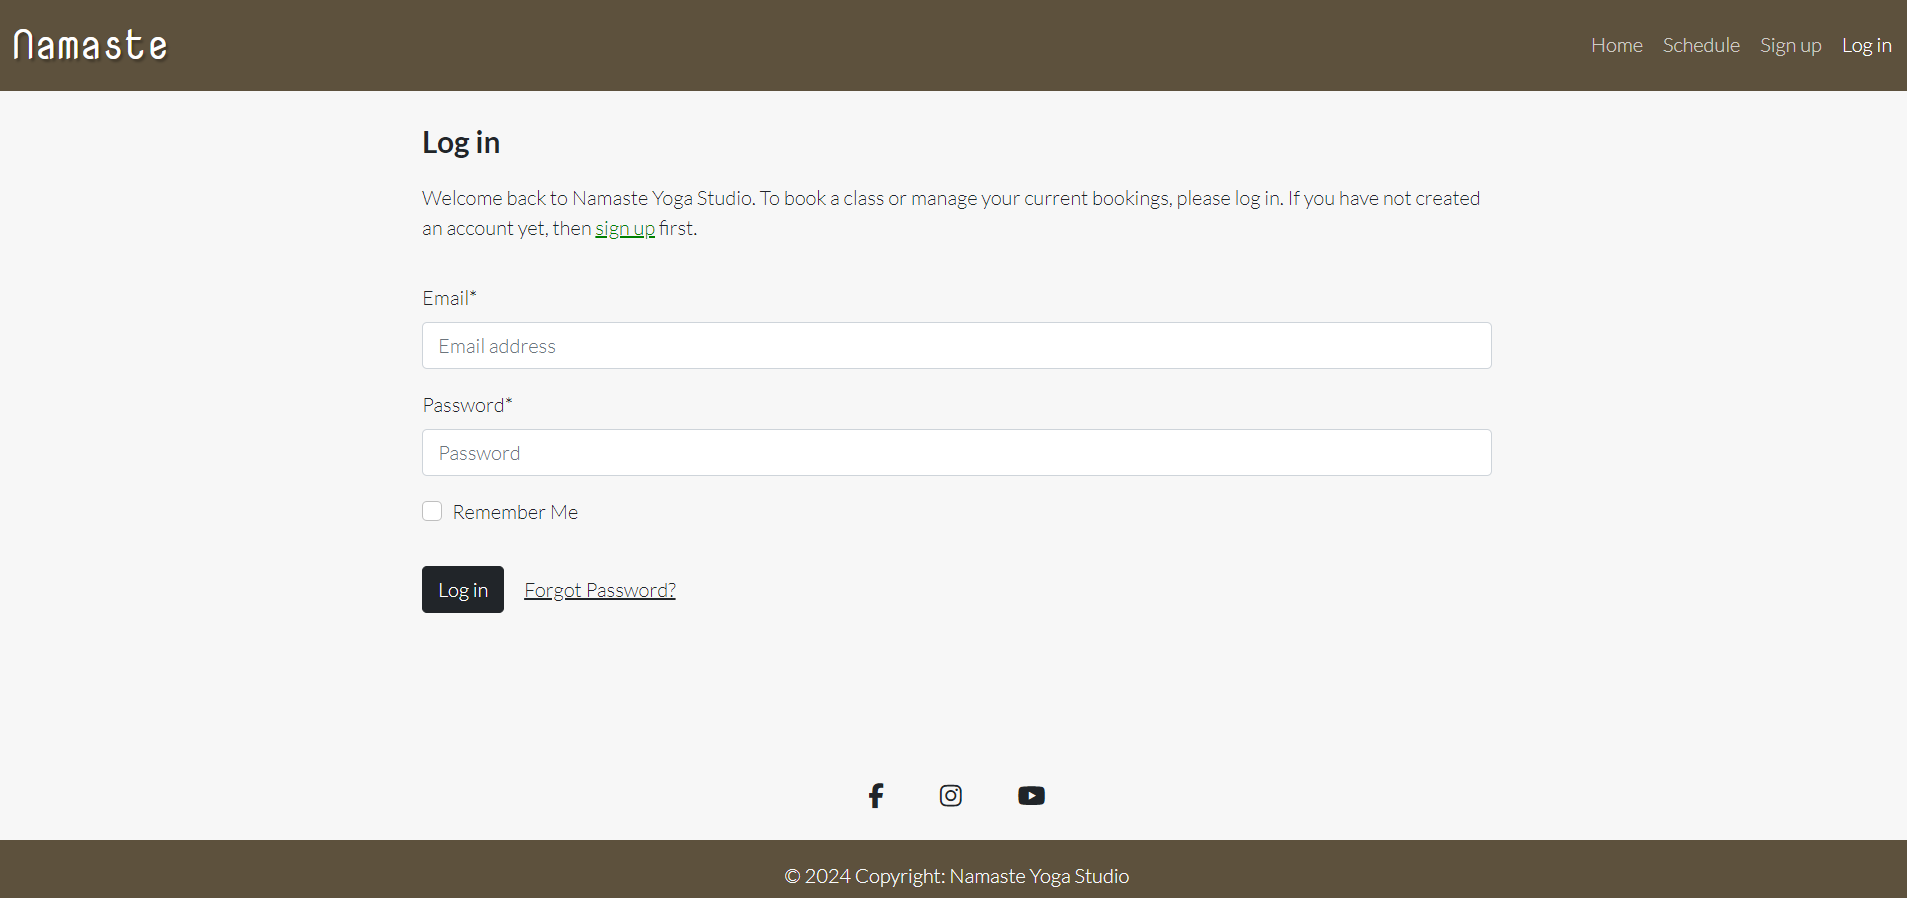 Namaste
Home Schedule Sign up Log in
Log in
Welcome back to Namaste Yoga Studio. To book a class or manage your current bookings, please log in. If you have not created
an account yet, then sign up first.
Email*
Email address
Password*
Password
Remember Me
Log in Forgot Password?
© 2024 Copyright: Namaste Yoga Studio